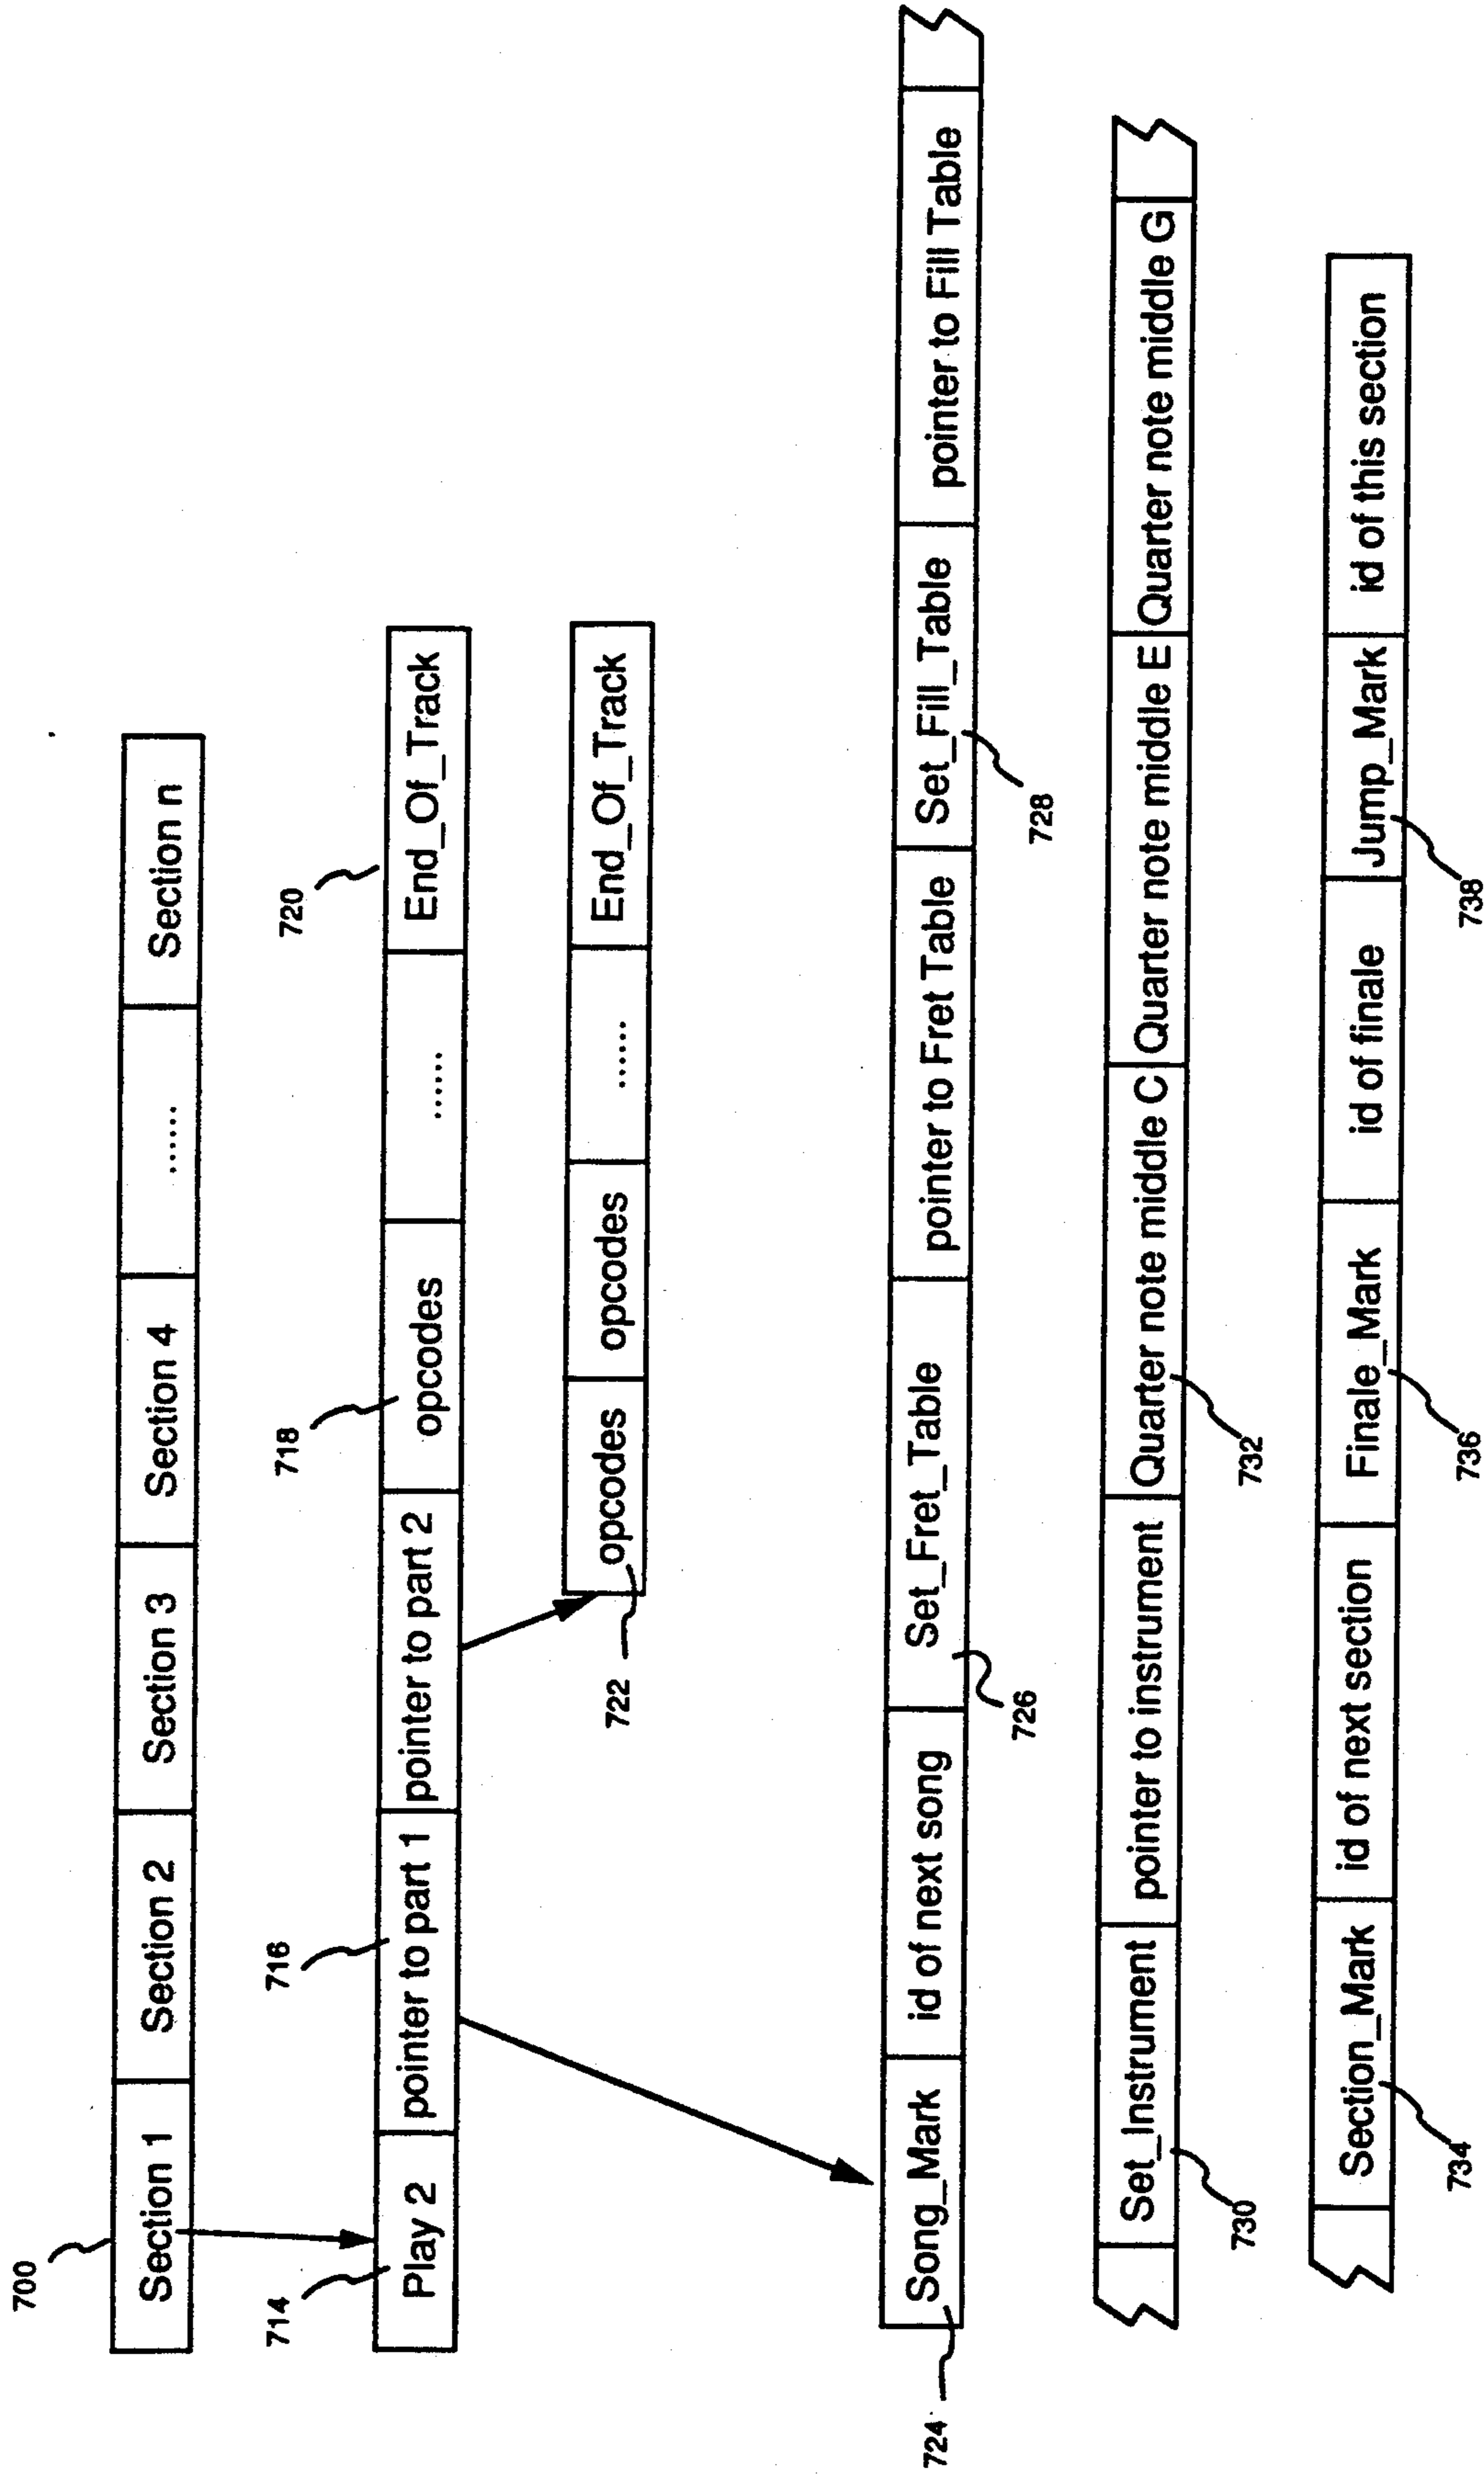 700
Section 1 Section 2 Section 3 Section 4 ...... Section n
714 716 718 720
Play 2 pointer to part 1 pointer to part 2 opcodes ...... End_Of_Track
opcodes opcodes ...... End_Of_Track
722
Song_Mark id of next song Set_Fret_Table pointer to Fret Table Set_Fill_Table pointer to Fill Table
724 726 728
Set_Instrument pointer to instrument Quarter note middle C Quarter note middle E Quarter note middle G
730 732
Section_Mark id of next section Finale_Mark id of finale Jump_Mark id of this section
734 736 738